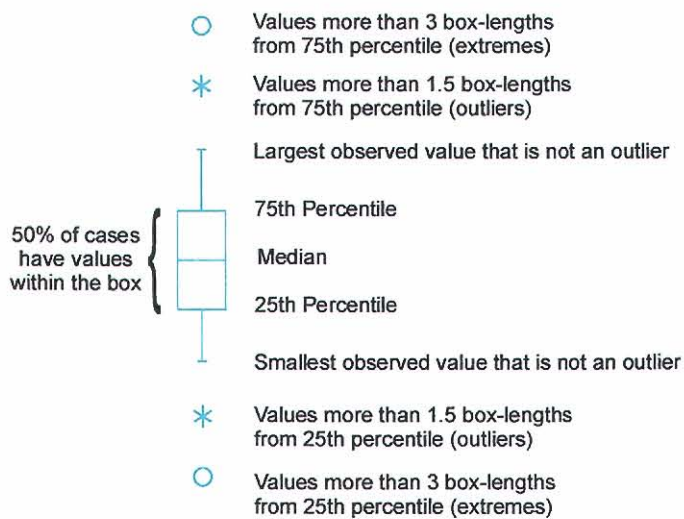 Values more than 3 box-lengths
from 75th percentile (extremes)
Values more than 1.5 box-lengths
from 75th percentile (outliers)
Largest observed value that is not an outlier
75th Percentile
50% of cases
have values
within the box
Median
25th Percentile
Smallest observed value that is not an outlier
Values more than 1.5 box-lengths
from 25th percentile (outliers)
Values more than 3 box-lengths
from 25th percentile (extremes)